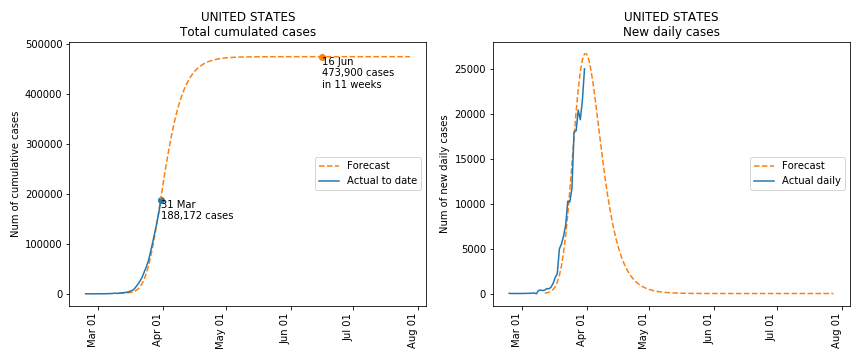 UNITED STATES
Total cumulated cases
Num of cumulative cases
500000
400000
300000
200000
100000
0
16 Jun
473,900 cases
in 11 weeks
31 Mar
188,172 cases
Forecast
Actual to date
Mar 01
Apr 01
May 01
Jun 01
Jul 01
Aug 01
UNITED STATES
New daily cases
Num of new daily cases
25000
20000
15000
10000
5000
0
Forecast
Actual daily
Mar 01
Apr 01
May 01
Jun 01
Jul 01
Aug 01